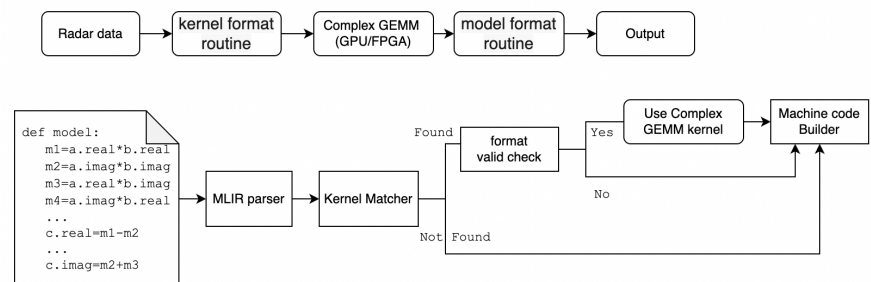 Radar data
kernel format
routine
Complex GEMM
(GPU/FPGA)
model format
routine
Output
def model:
m1=a.real*b.real
m2=a.imag*b.imag
m3=a.real*b.imag
m4=a.imag*b.real
...
c.real=m1-m2
...
c.imag=m2+m3
MLIR parser
Kernel Matcher
Found
Not Found
format
valid check
Yes
No
Use Complex
GEMM kernel
Machine code
Builder